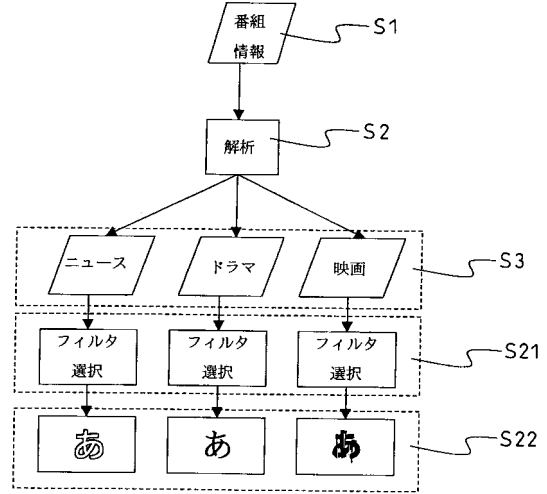 番組
情報
S1
解析
S2
ニュース
ドラマ
映画
S3
フィルタ
選択
フィルタ
選択
フィルタ
選択
S21
あ
あ
あ
S22